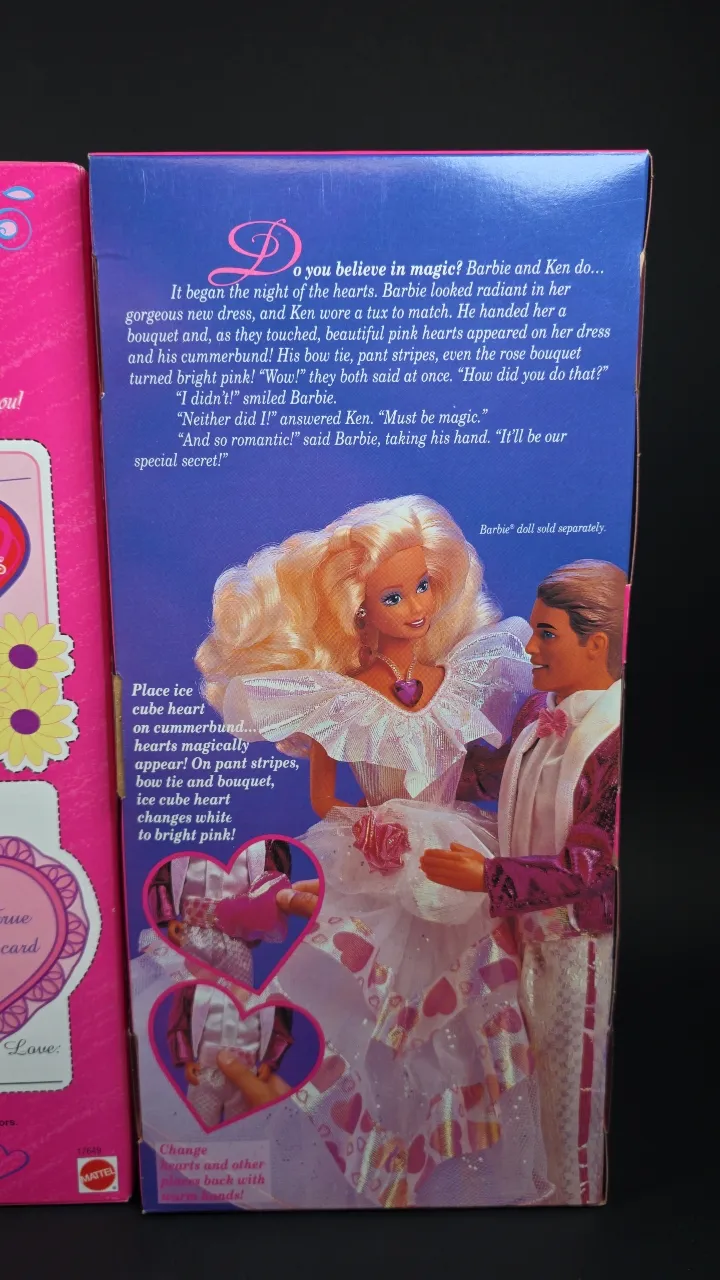 Do you believe in magic? Barbie and Ken do...
It began the night of the hearts. Barbie looked radiant in her
gorgeous new dress, and Ken wore a tux to match. He handed her a
bouquet and, as they touched, beautiful pink hearts appeared on her dress
and his cummerbund! His bow tie, pant stripes, even the rose bouquet
turned bright pink! “Wow!” they both said at once. “How did you do that?”
“I didn't!” smiled Barbie.
“Neither did I!” answered Ken. “Must be magic.”
“And so romantic!” said Barbie, taking his hand. “It'll be our
special secret!”
Barbie® doll sold separately.
Place ice
cube heart
on cummerbund...
hearts magically
appear! On pant stripes,
bow tie and bouquet,
ice cube heart
changes white
to bright pink!
Change
hearts and other
places back with
warm hands!
ou!
True
card
Love:
ors.
17649
MATTEL